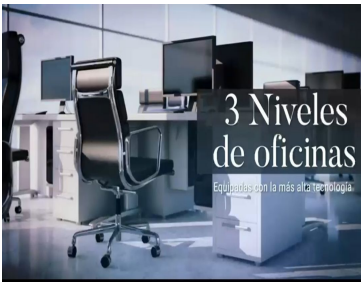 3 Niveles
de oficinas
Equipadas con la más alta tecnología